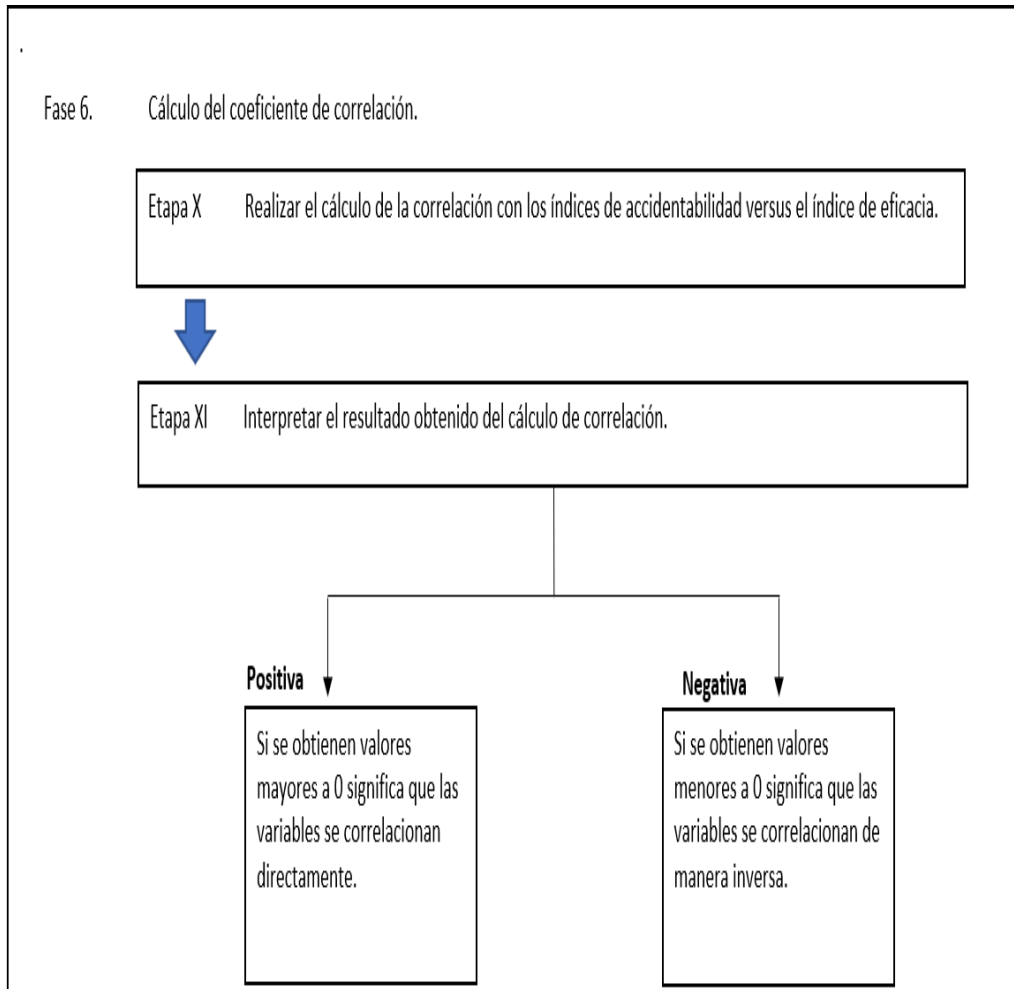 .
Fase 6. Cálculo del coeficiente de correlación.
Etapa X Realizar el cálculo de la correlación con los índices de accidentabilidad versus el índice de eficacia.
Etapa XI Interpretar el resultado obtenido del cálculo de correlación.
Positiva
Si se obtienen valores
mayores a 0 significa que las
variables se correlacionan
directamente.
Negativa
Si se obtienen valores
menores a 0 significa que las
variables se correlacionan de
manera inversa.